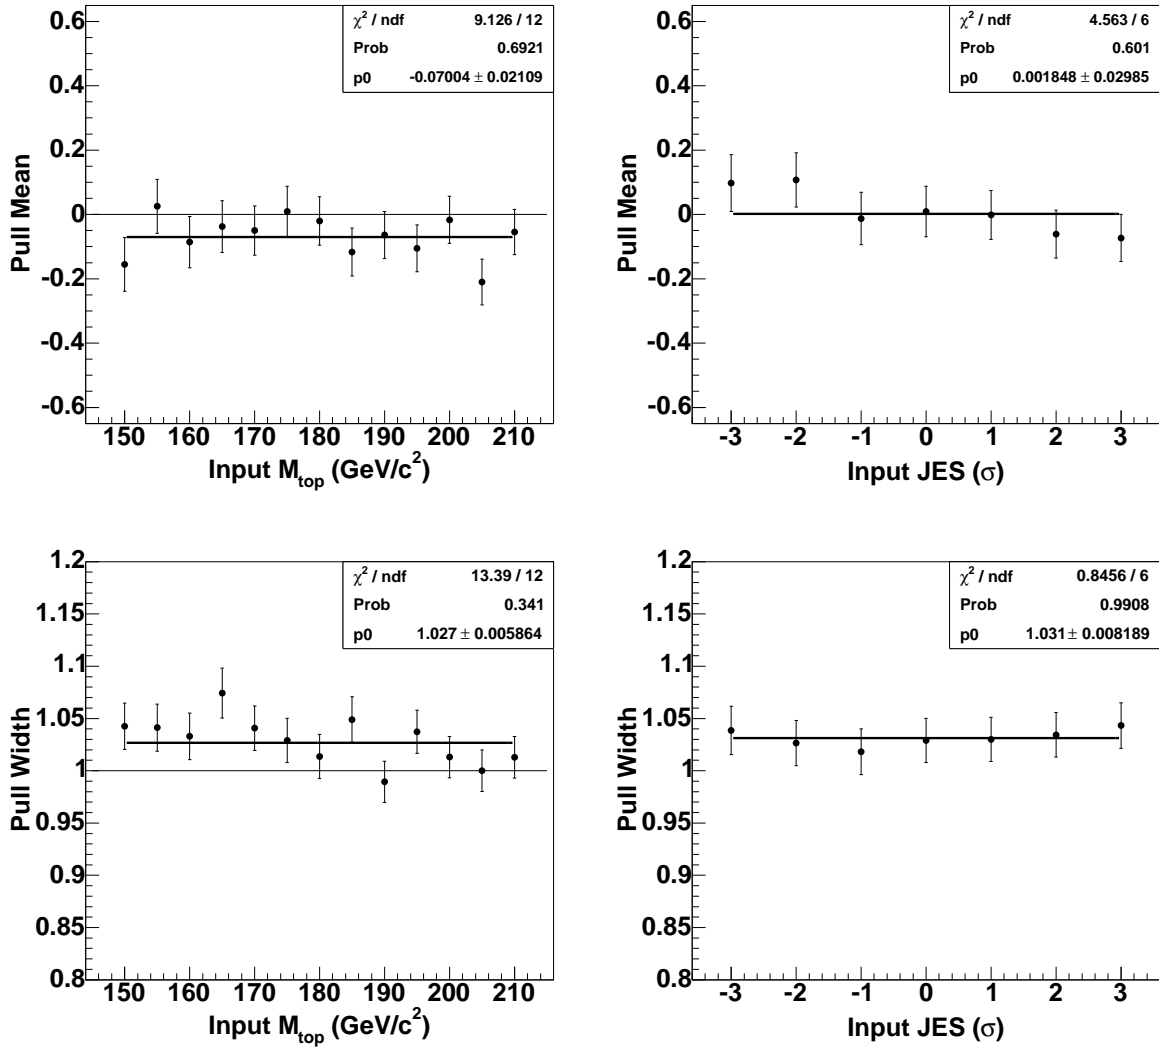 χ² / ndf 9.126 / 12
Prob 0.6921
p0 -0.07004 ± 0.02109
Pull Mean
0.6
0.4
0.2
0
-0.2
-0.4
-0.6
150 160 170 180 190 200 210
Input M_top (GeV/c²)
χ² / ndf 4.563 / 6
Prob 0.601
p0 0.001848 ± 0.02985
Pull Mean
0.6
0.4
0.2
0
-0.2
-0.4
-0.6
-3 -2 -1 0 1 2 3
Input JES (σ)
χ² / ndf 13.39 / 12
Prob 0.341
p0 1.027 ± 0.005864
Pull Width
1.2
1.15
1.1
1.05
1
0.95
0.9
0.85
0.8
150 160 170 180 190 200 210
Input M_top (GeV/c²)
χ² / ndf 0.8456 / 6
Prob 0.9908
p0 1.031 ± 0.008189
Pull Width
1.2
1.15
1.1
1.05
1
0.95
0.9
0.85
0.8
-3 -2 -1 0 1 2 3
Input JES (σ)